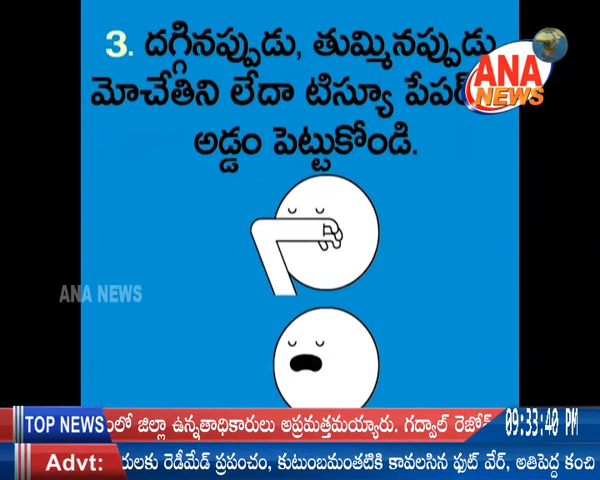 3. దగ్గినప్పుడు, తుమ్మినప్పుడు
మోచేతిని లేదా టిస్యూ పేపర్
అడ్డం పెట్టుకోండి.
ANA
NEWS
ANA NEWS
TOP NEWS
జిల్లా ఉన్నతాధికారులు అప్రమత్తమయ్యారు. గద్వాల్
09:33:40 PM
Advt:
రెడీమేడ్ ప్రపంచం, కుటుంబమంతటికి కావలసిన ఫుట్ వేర్, అతిపెద్ద కంచి